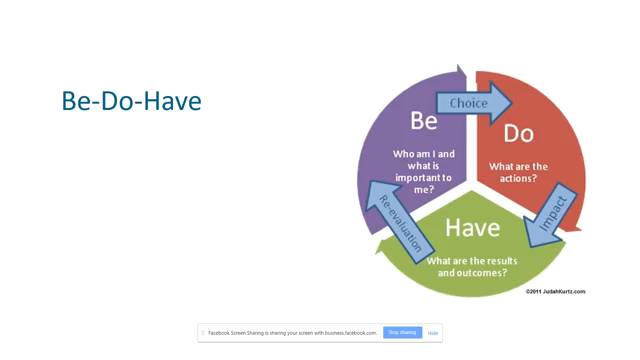 Be-Do-Have
Choice
Be
Do
Who am I and
what is
important to
me?
What are the
actions?
Re-evaluation
Impact
Have
What are the results
and outcomes?
©2011 JudahKurtz.com
Facebook Screen Sharing is sharing your screen with business.facebook.com.
Stop sharing
Hide